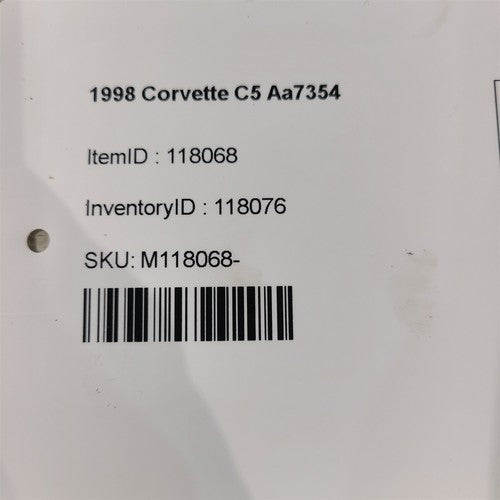 1998 Corvette C5 Aa7354
ItemID : 118068
InventoryID : 118076
SKU: M118068-